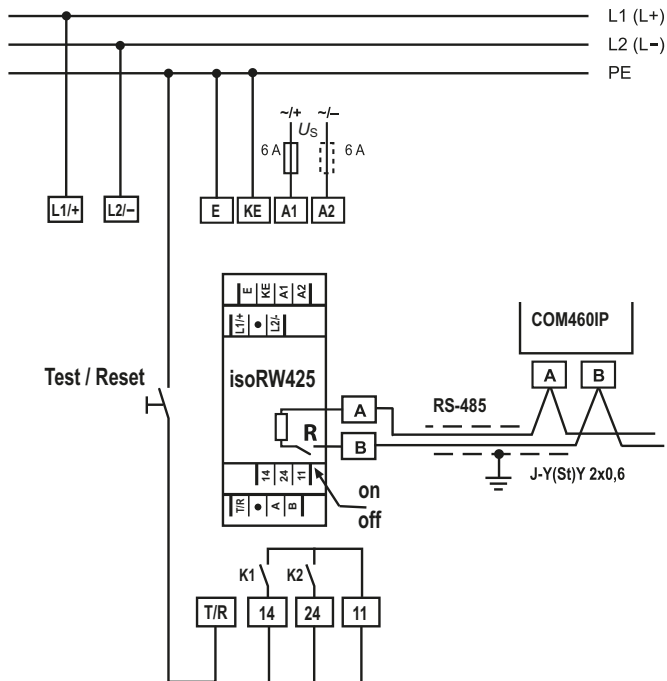 L1 (L+)
L2 (L–)
PE
~/+ ~/–
US
6 A 6 A
L1/+ L2/– E KE A1 A2
E KE A1 A2
L1/+ • L2/-
COM460IP
isoRW425
Test / Reset
A B
A RS-485
R B
J-Y(St)Y 2x0,6
14 24 11
on
T/R • A B
off
K1 K2
T/R 14 24 11